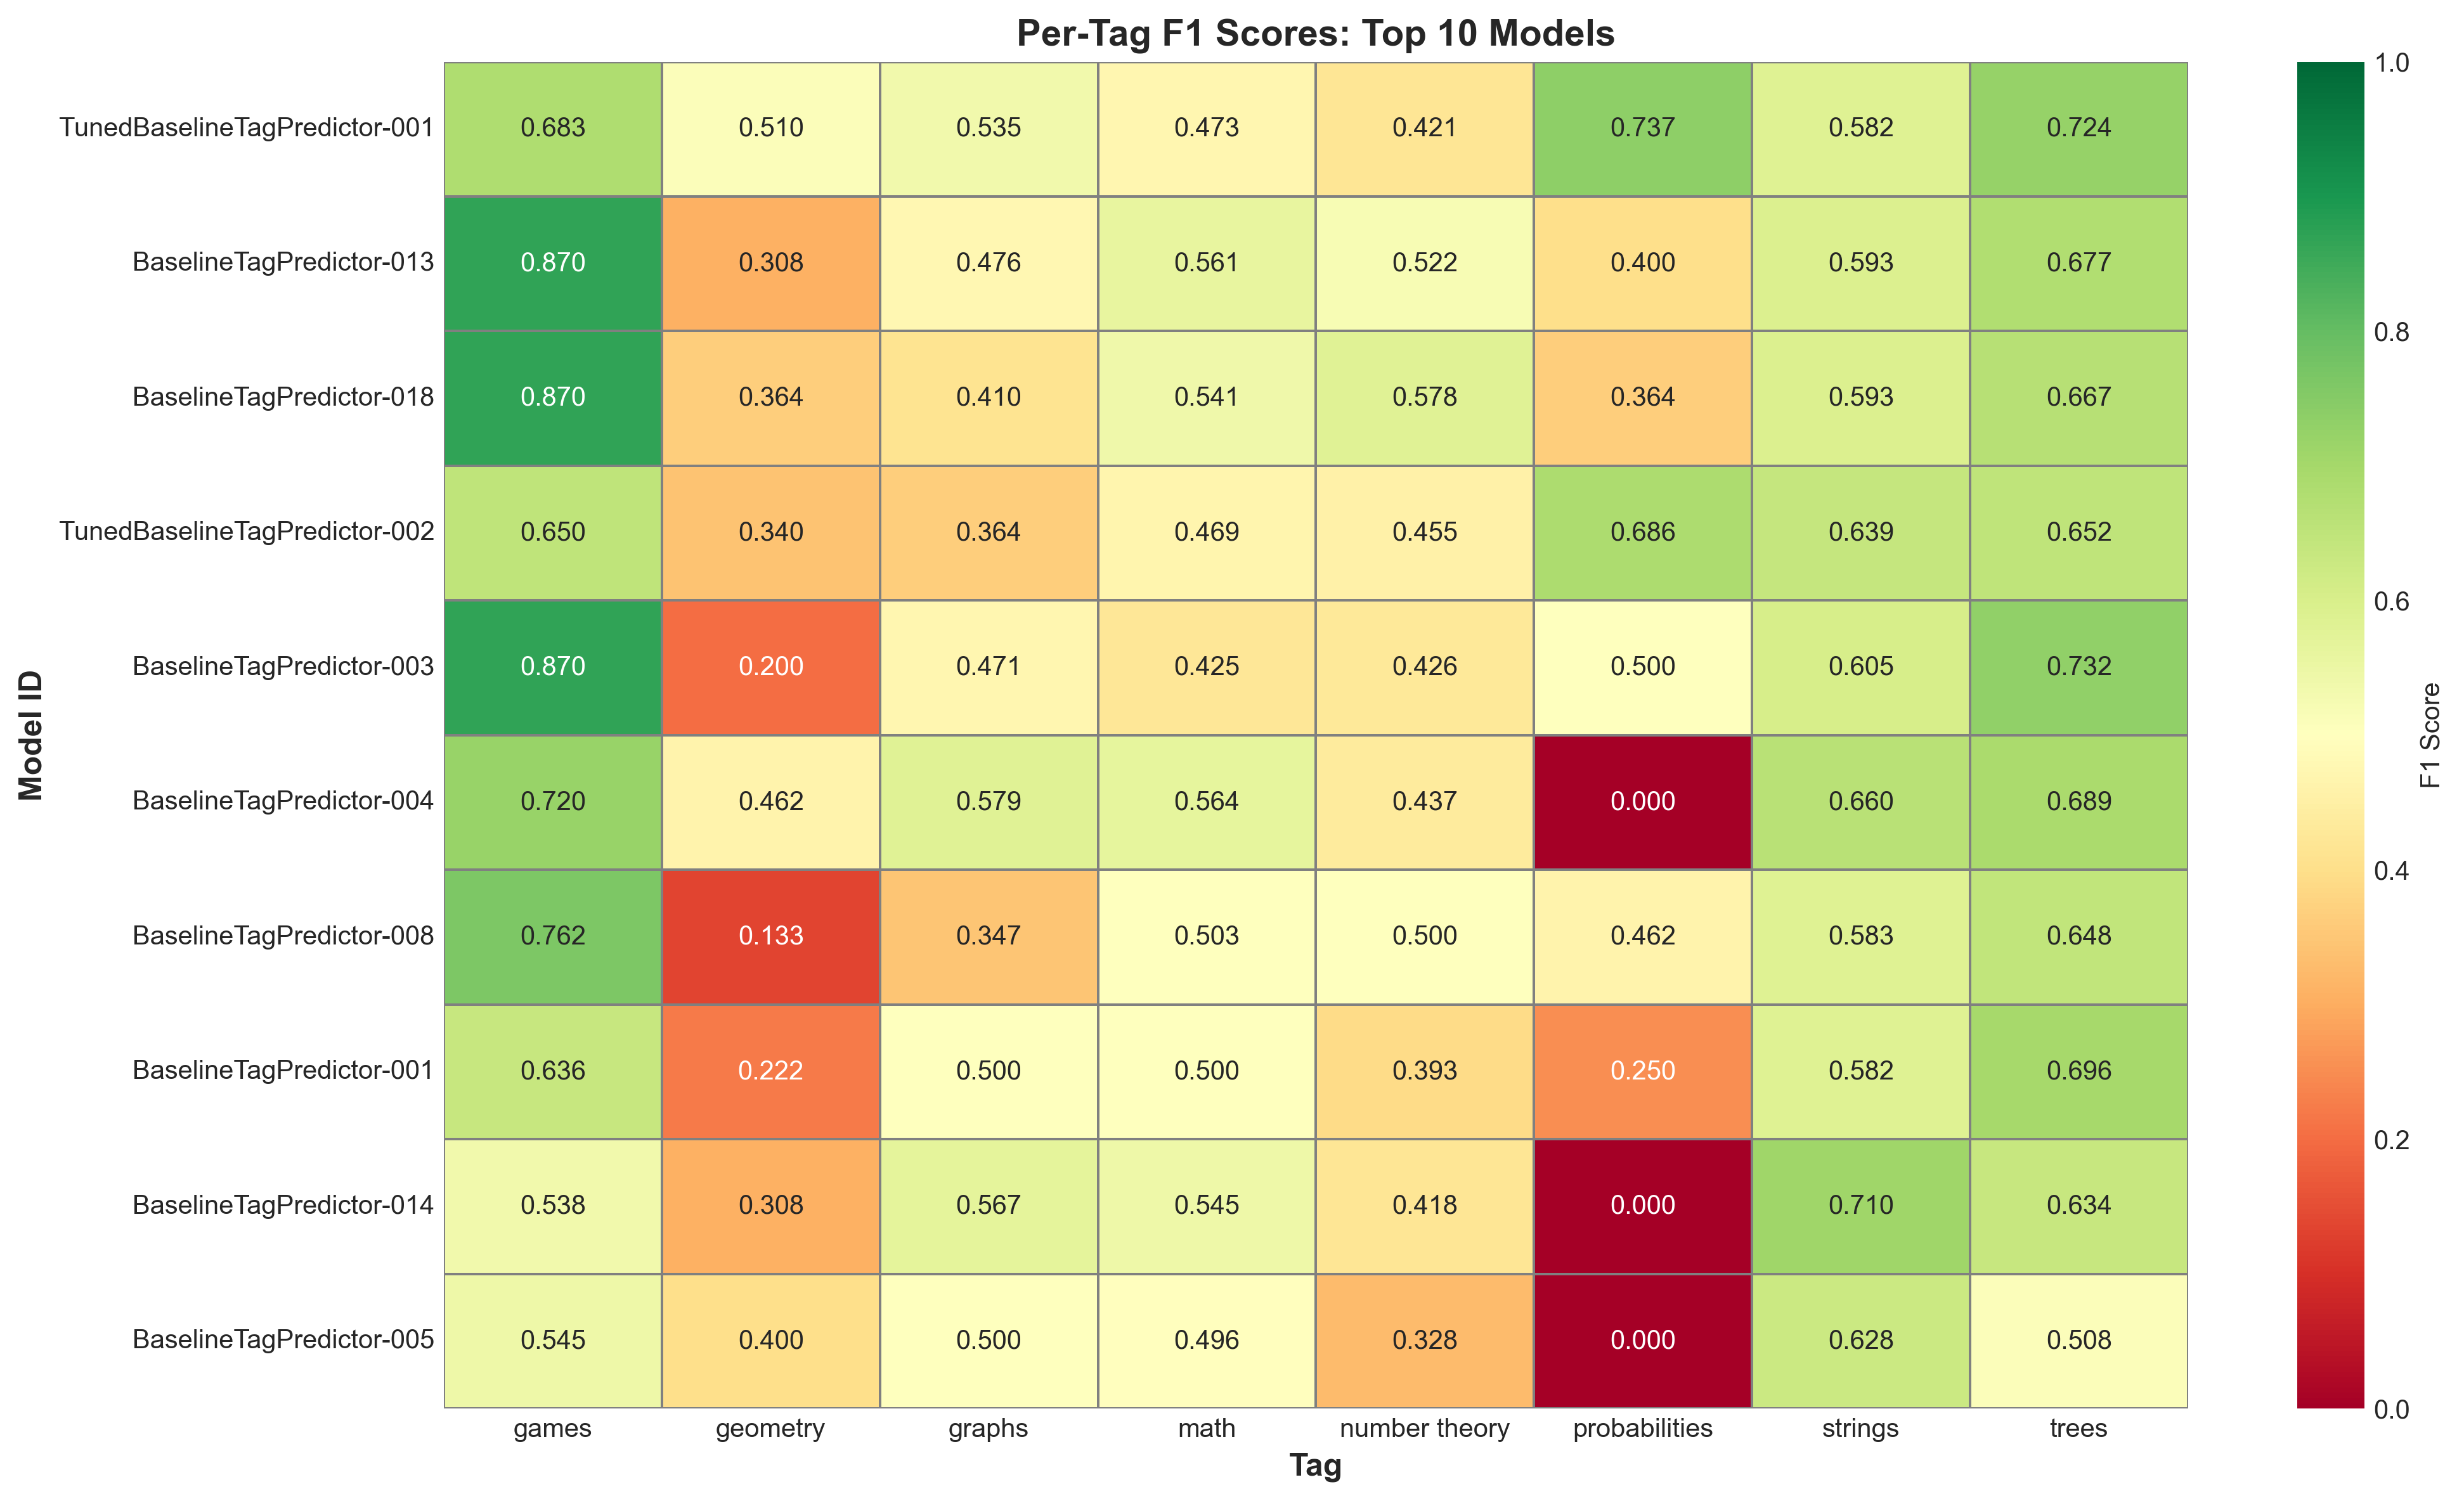 Per-Tag F1 Scores: Top 10 Models
TunedBaselineTagPredictor-001 0.683 0.510 0.535 0.473 0.421 0.737 0.582 0.724
BaselineTagPredictor-013 0.870 0.308 0.476 0.561 0.522 0.400 0.593 0.677
BaselineTagPredictor-018 0.870 0.364 0.410 0.541 0.578 0.364 0.593 0.667
TunedBaselineTagPredictor-002 0.650 0.340 0.364 0.469 0.455 0.686 0.639 0.652
BaselineTagPredictor-003 0.870 0.200 0.471 0.425 0.426 0.500 0.605 0.732
BaselineTagPredictor-004 0.720 0.462 0.579 0.564 0.437 0.000 0.660 0.689
BaselineTagPredictor-008 0.762 0.133 0.347 0.503 0.500 0.462 0.583 0.648
BaselineTagPredictor-001 0.636 0.222 0.500 0.500 0.393 0.250 0.582 0.696
BaselineTagPredictor-014 0.538 0.308 0.567 0.545 0.418 0.000 0.710 0.634
BaselineTagPredictor-005 0.545 0.400 0.500 0.496 0.328 0.000 0.628 0.508
games geometry graphs math number theory probabilities strings trees
Tag
Model ID
1.0
0.8
0.6
0.4
0.2
0.0
F1 Score